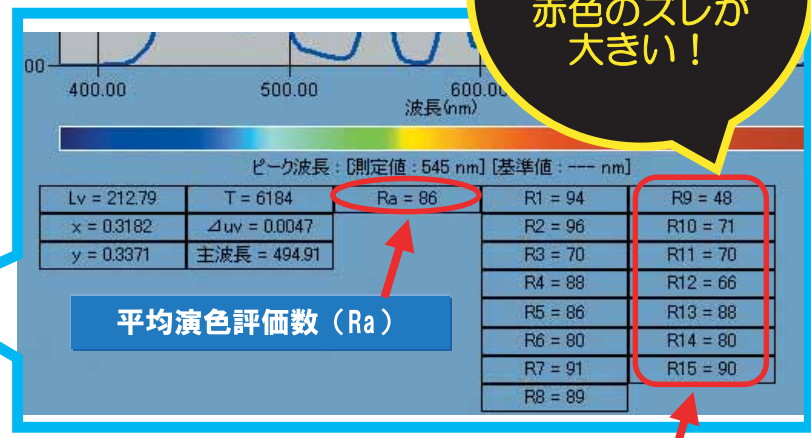 赤色のズレが
大きい！
00
400.00 500.00 600.00
波長(nm)
ピーク波長：[測定値：545 nm] [基準値：--- nm]
Lv = 212.79 T = 6184 Ra = 86 R1 = 94 R9 = 48
x = 0.3182 ⊿uv = 0.0047 R2 = 96 R10 = 71
y = 0.3371 主波長 = 494.91 R3 = 70 R11 = 70
R4 = 88 R12 = 66
平均演色評価数（Ra）
R5 = 86 R13 = 88
R6 = 80 R14 = 80
R7 = 91 R15 = 90
R8 = 89